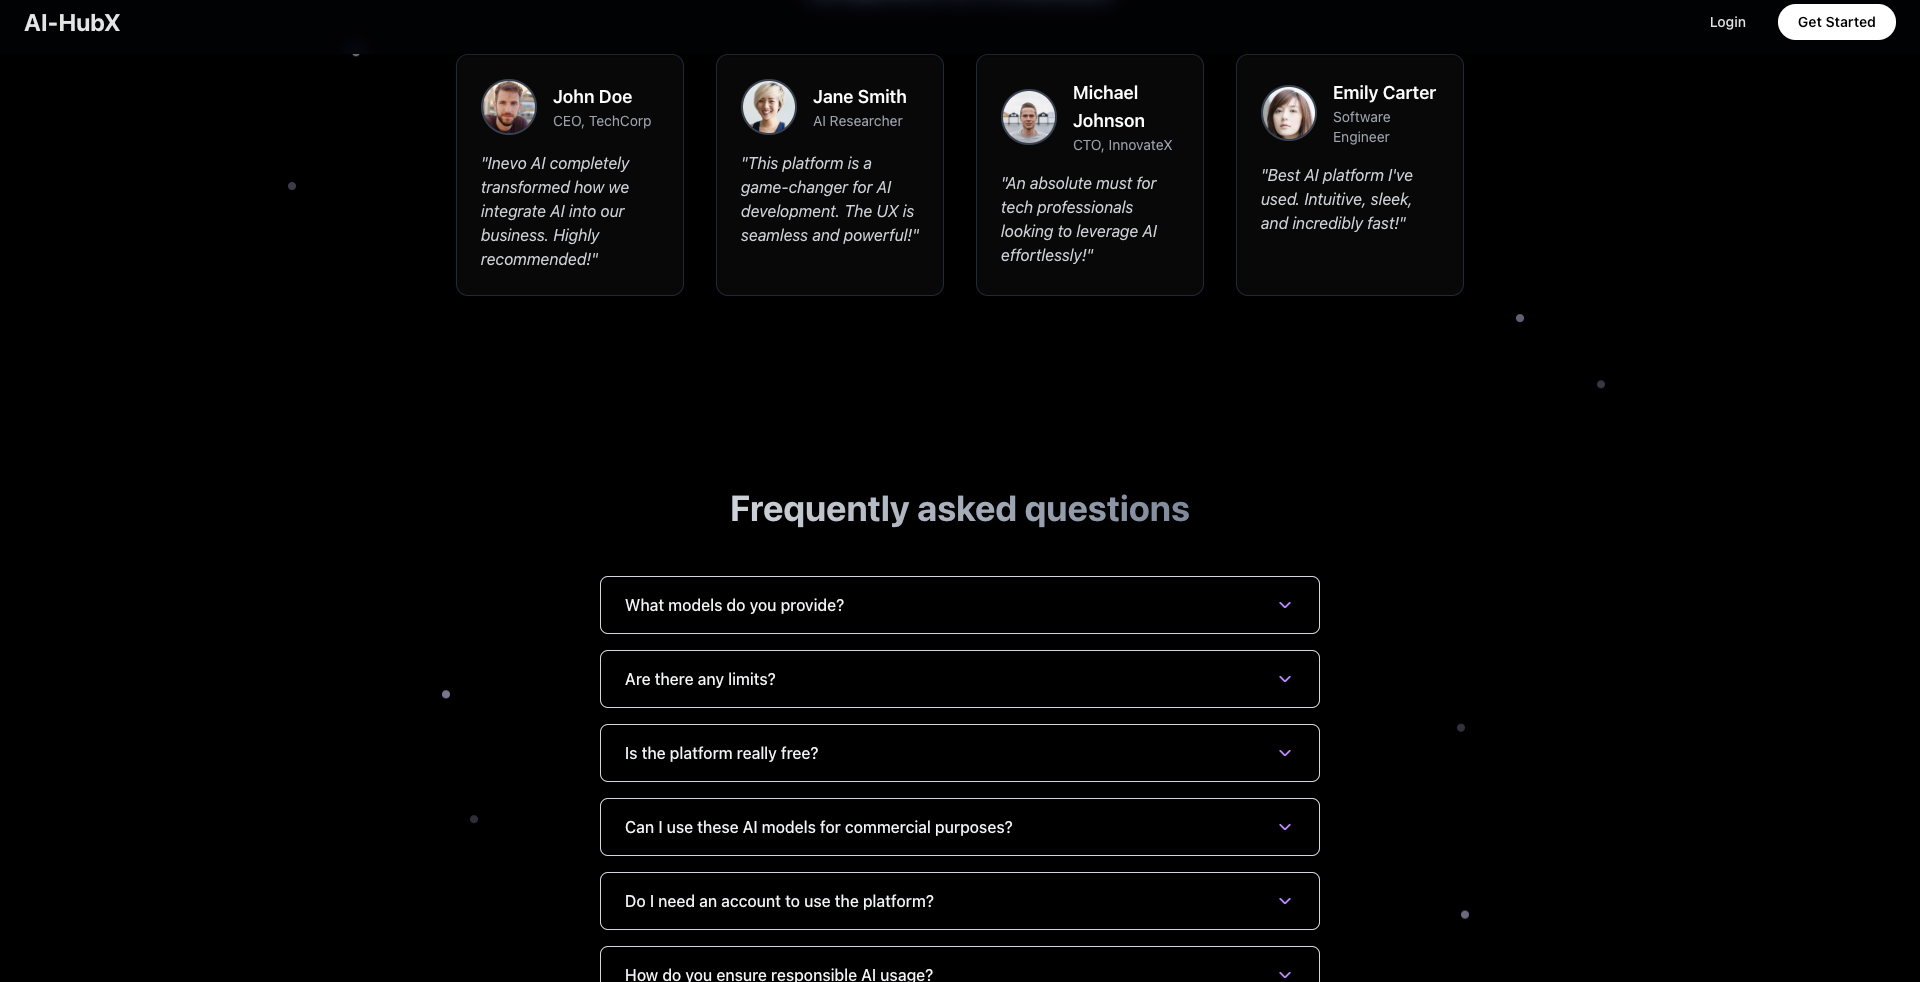 AI-HubX
Login
Get Started
John Doe
CEO, TechCorp
"Inevo AI completely
transformed how we
integrate AI into our
business. Highly
recommended!"
Jane Smith
AI Researcher
"This platform is a
game-changer for AI
development. The UX is
seamless and powerful!"
Michael
Johnson
CTO, InnovateX
"An absolute must for
tech professionals
looking to leverage AI
effortlessly!"
Emily Carter
Software
Engineer
"Best AI platform I've
used. Intuitive, sleek,
and incredibly fast!"
Frequently asked questions
What models do you provide?
Are there any limits?
Is the platform really free?
Can I use these AI models for commercial purposes?
Do I need an account to use the platform?
How do you ensure responsible AI usage?